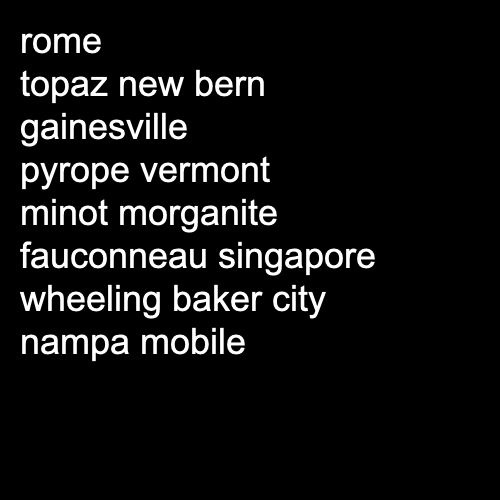 rome
topaz new bern
gainesville
pyrope vermont
minot morganite
fauconneau singapore
wheeling baker city
nampa mobile